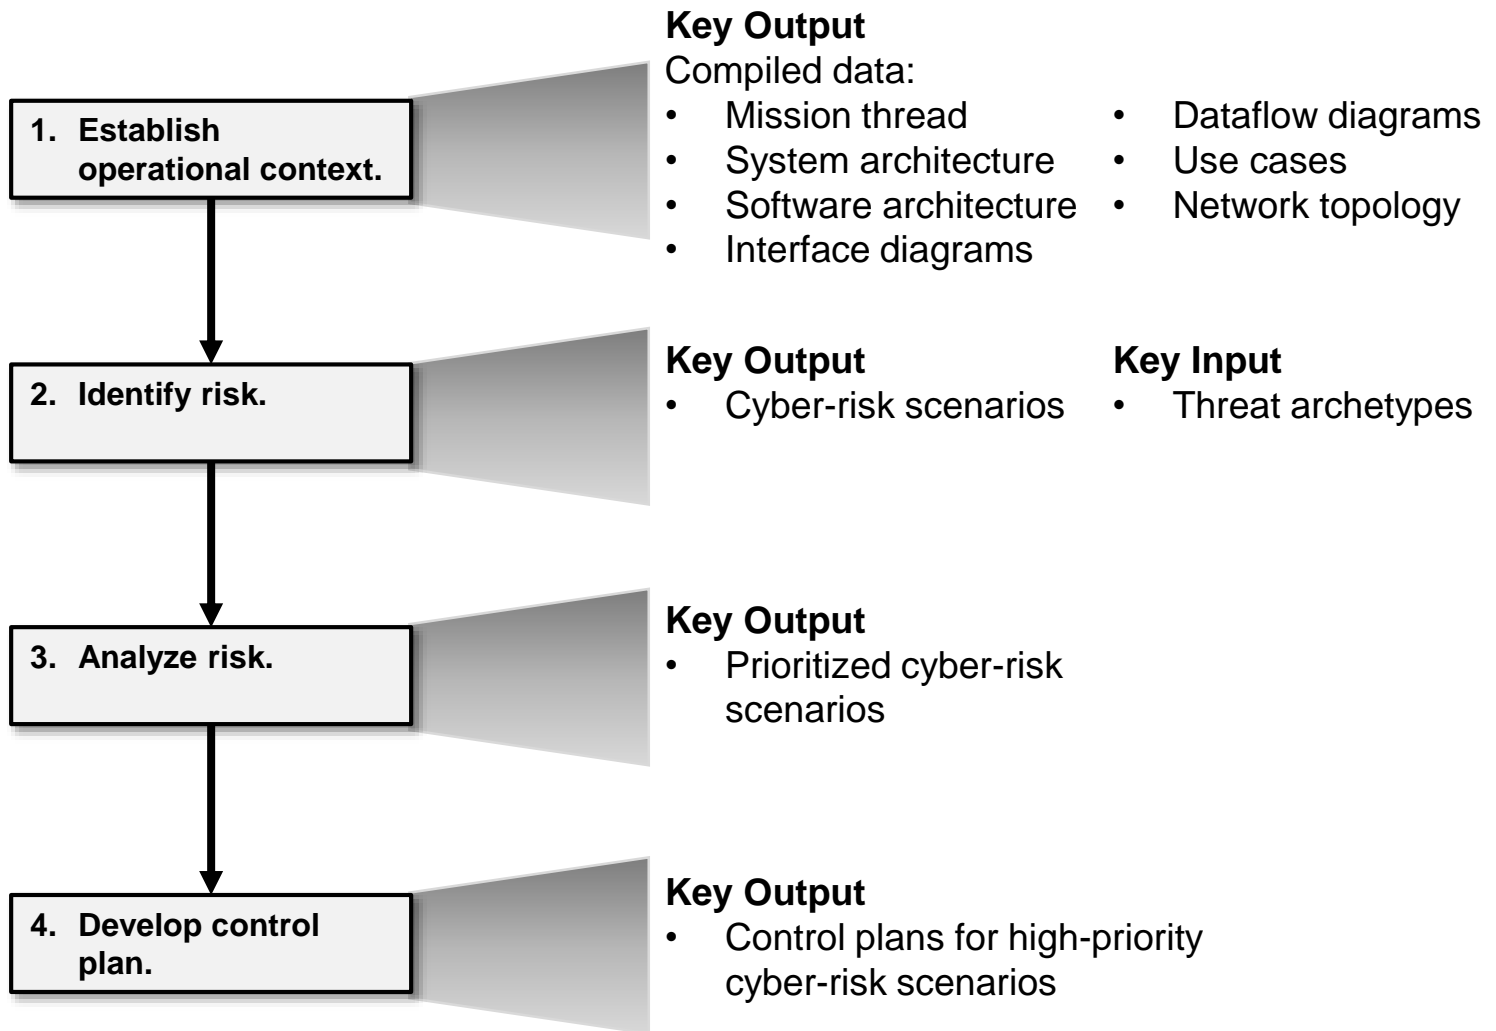 Key Output
Compiled data:
• Mission thread
• System architecture
• Software architecture
• Interface diagrams
• Dataflow diagrams
• Use cases
• Network topology
1. Establish
operational context.
2. Identify risk.
Key Output
• Cyber-risk scenarios
Key Input
• Threat archetypes
3. Analyze risk.
Key Output
• Prioritized cyber-risk
scenarios
4. Develop control
plan.
Key Output
• Control plans for high-priority
cyber-risk scenarios